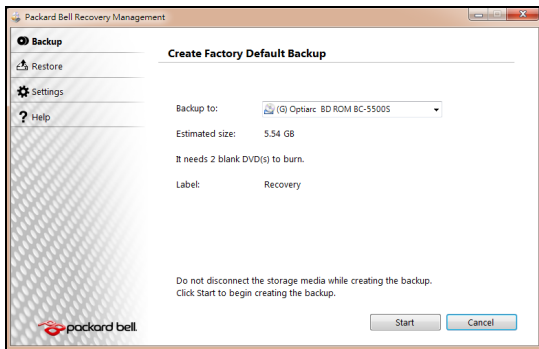 Packard Bell Recovery Management
Backup
Restore
Settings
Help
Create Factory Default Backup
Backup to: (G) Optiarc BD ROM BC-5500S
Estimated size: 5.54 GB
It needs 2 blank DVD(s) to burn.
Label: Recovery
Do not disconnect the storage media while creating the backup.
Click Start to begin creating the backup.
Start Cancel
packard bell.